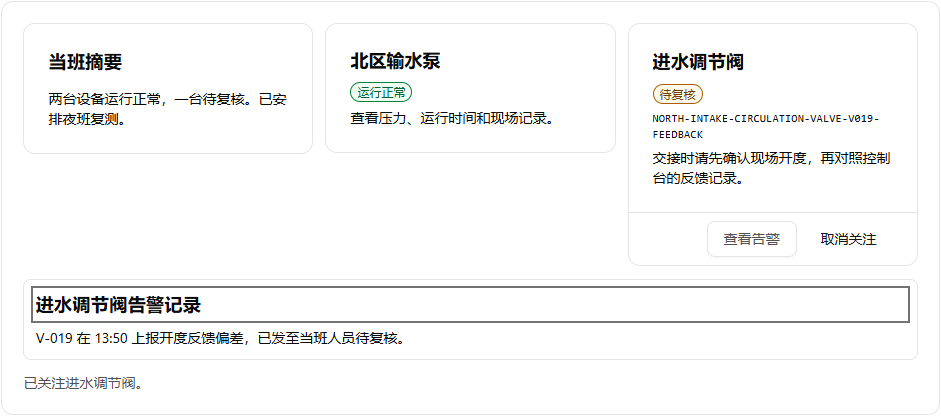 当班摘要
两台设备运行正常，一台待复核。已安
排夜班复测。
北区输水泵
运行正常
查看压力、运行时间和现场记录。
进水调节阀
待复核
NORTH-INTAKE-CIRCULATION-VALVE-V019-
FEEDBACK
交接时请先确认现场开度，再对照控制
台的反馈记录。
查看告警
取消关注
进水调节阀告警记录
V-019 在 13:50 上报开度反馈偏差，已发至当班人员待复核。
已关注进水调节阀。